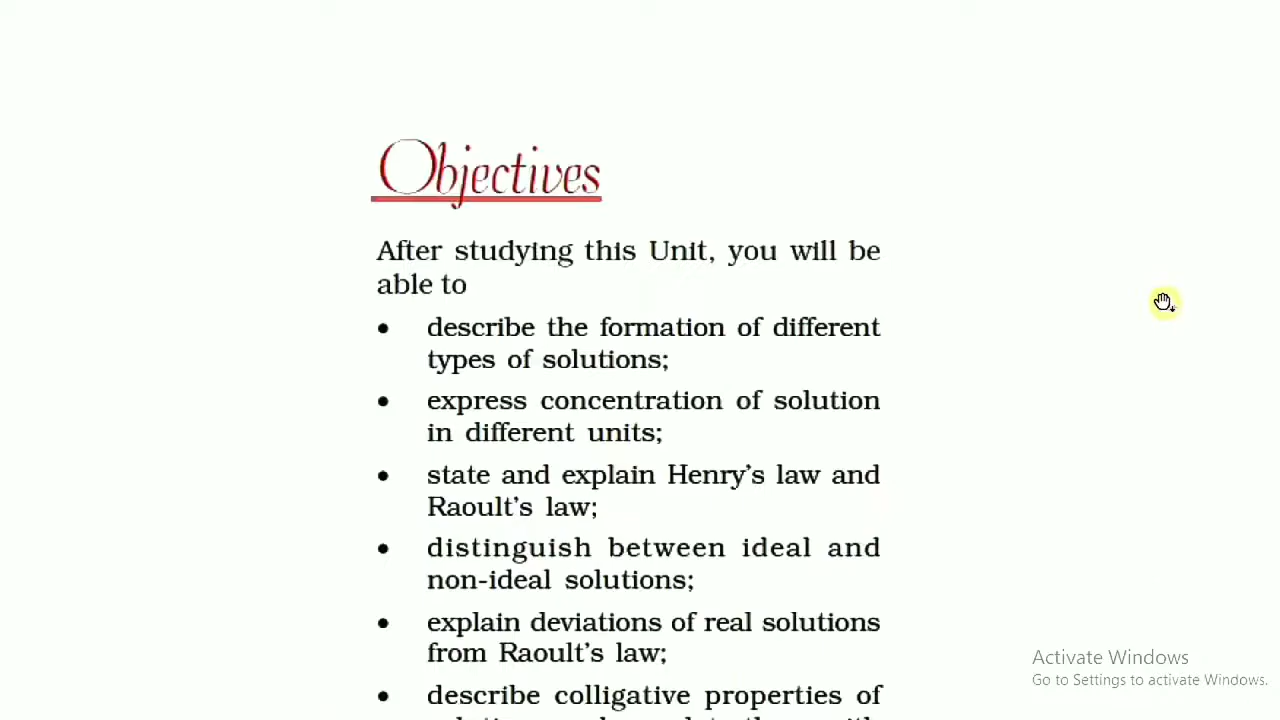 Objectives
After studying this Unit, you will be
able to
• describe the formation of different
types of solutions;
• express concentration of solution
in different units;
• state and explain Henry's law and
Raoult's law;
• distinguish between ideal and
non-ideal solutions;
• explain deviations of real solutions
from Raoult's law;
• describe colligative properties of
Activate Windows
Go to Settings to activate Windows.